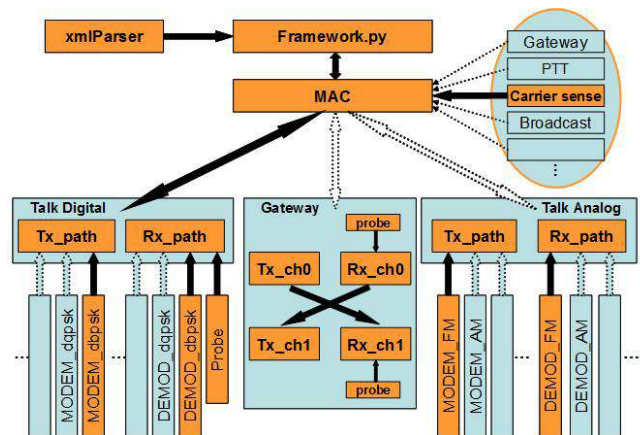 xmlParser
Framework.py
MAC
Gateway
PTT
Carrier sense
Broadcast
⋮
Talk Digital
Tx_path
Rx_path
MODEM_dqpsk
MODEM_dbpsk
DEMOD_dqpsk
DEMOD_dbpsk
Probe
Gateway
probe
Tx_ch0
Rx_ch0
Tx_ch1
Rx_ch1
probe
Talk Analog
Tx_path
Rx_path
MODEM_FM
MODEM_AM
DEMOD_FM
DEMOD_AM